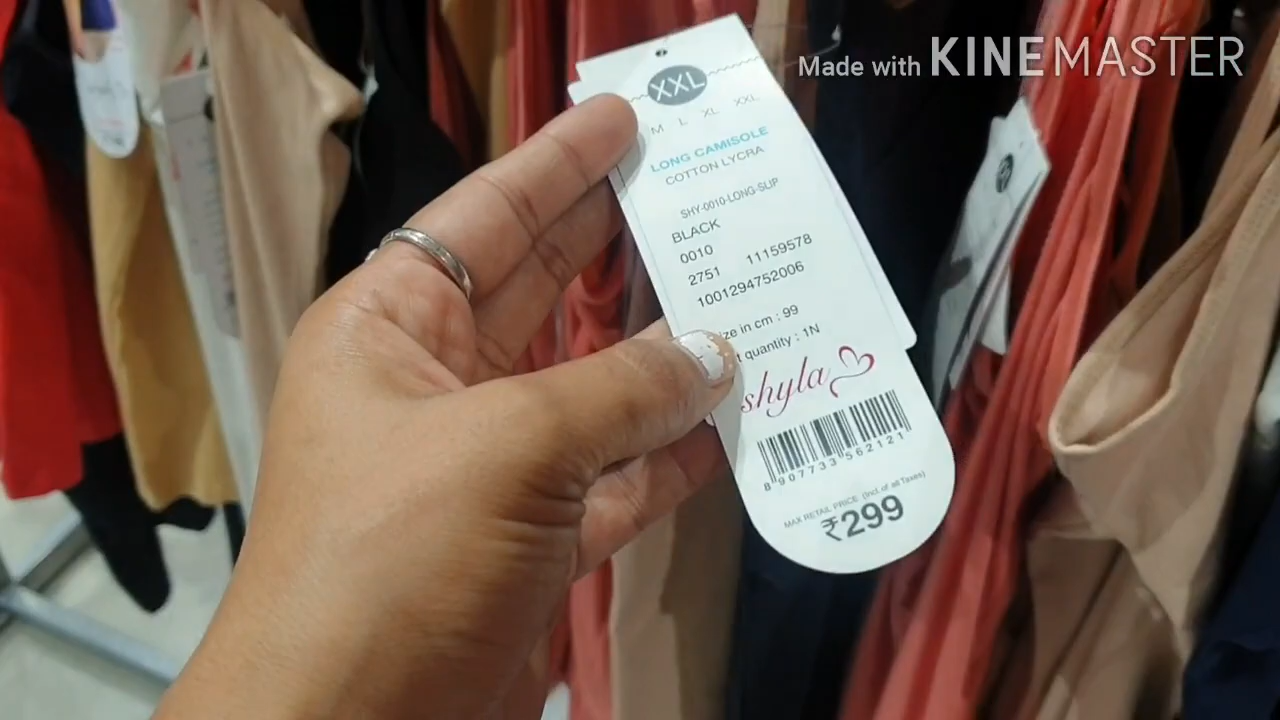 Made with KINEMASTER
XXL
M L XL XXL
LONG CAMISOLE
COTTON LYCRA
SHY-0010-LONG-SLIP
BLACK
0010
2751 11159578
1001294752006
ize in cm : 99
t quantity : 1N
shyla
8 907733 562121
MAX RETAIL PRICE (Incl. of all Taxes)
₹299